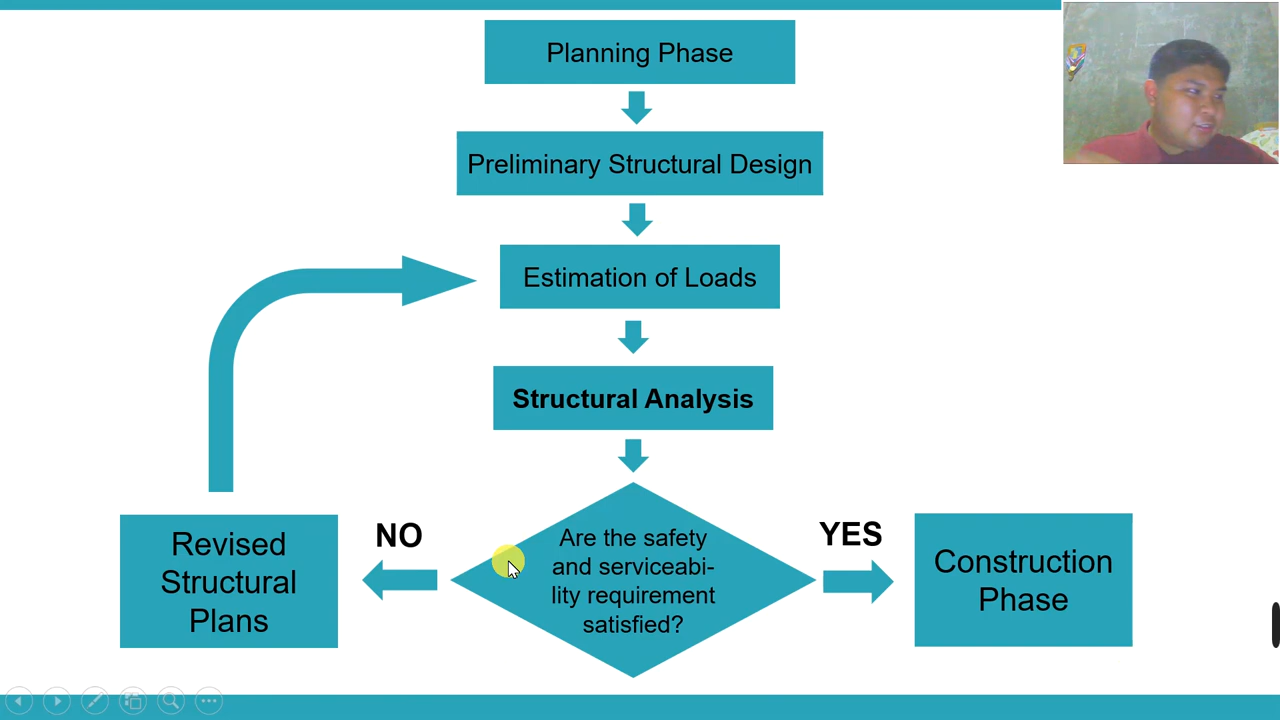 Planning Phase
Preliminary Structural Design
Estimation of Loads
Structural Analysis
Are the safety
and serviceabi-
lity requirement
satisfied?
NO
YES
Revised
Structural
Plans
Construction
Phase